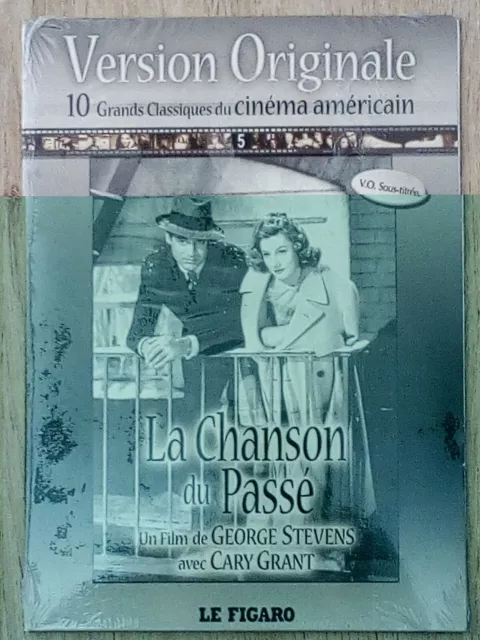 Version Originale
10 Grands Classiques du cinéma américain
5
V.O. Sous-titrée
La Chanson
du Passé
Un Film de GEORGE STEVENS
avec CARY GRANT
LE FIGARO